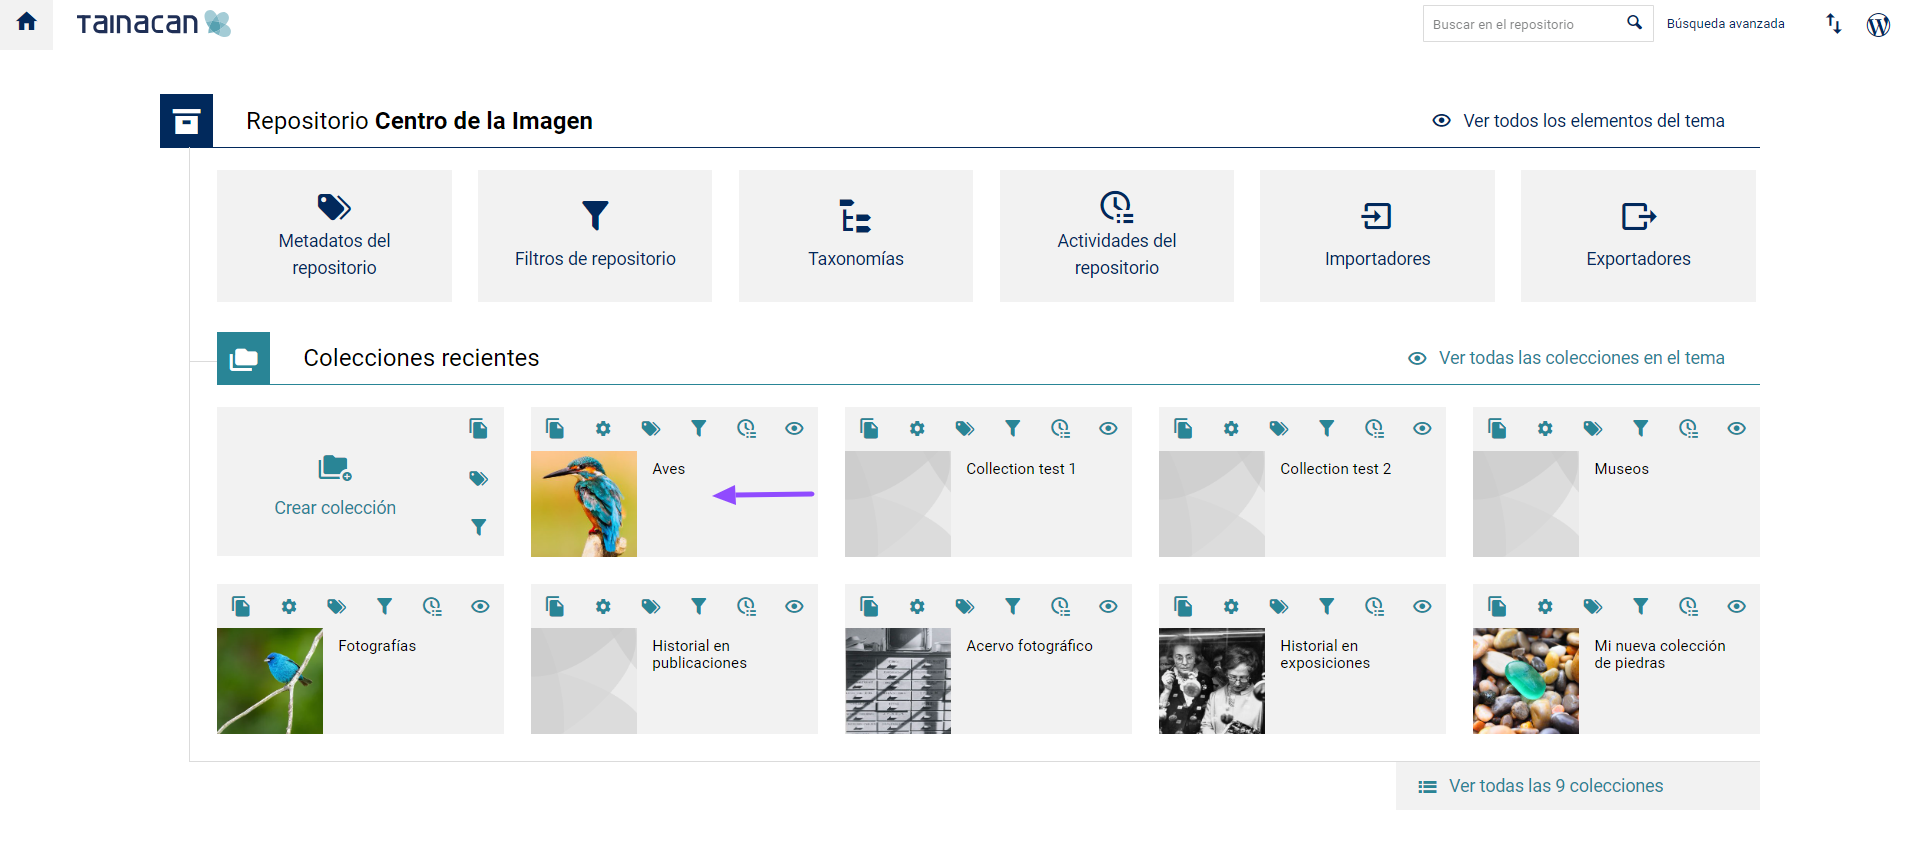 TAINACAN
Buscar en el repositorio
Búsqueda avanzada
Repositorio Centro de la Imagen
Ver todos los elementos del tema
Metadatos del
repositorio
Filtros de repositorio
Taxonomías
Actividades del
repositorio
Importadores
Exportadores
Colecciones recientes
Ver todas las colecciones en el tema
Crear colección
Aves
Collection test 1
Collection test 2
Museos
Fotografías
Historial en
publicaciones
Acervo fotográfico
Historial en
exposiciones
Mi nueva colección
de piedras
Ver todas las 9 colecciones